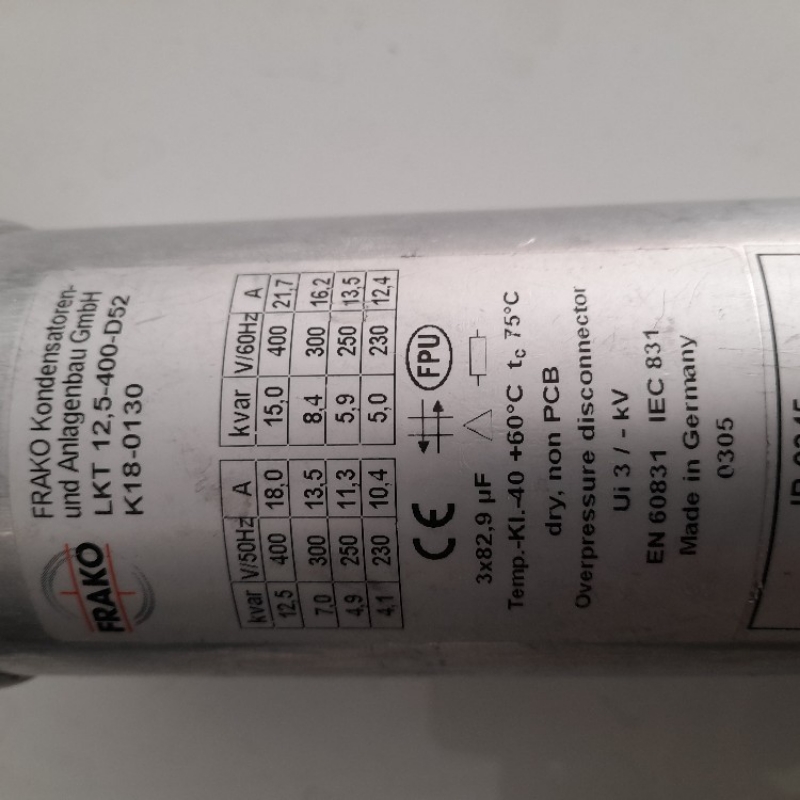 FRAKO
FRAKO Kondensatoren-
und Anlagenbau GmbH
LKT 12,5-400-D52
K18-0130
kvar V/50Hz A kvar V/60Hz A
12,5 400 18,0 15,0 400 21,7
7,0 300 13,5 8,4 300 16,2
4,9 250 11,3 5,9 250 13,5
4,1 230 10,4 5,0 230 12,4
CE FPU
3x82,9 µF
Temp.-Kl.-40 +60°C tc 75°C
dry, non PCB
Overpressure disconnector
Ui 3 / - kV
EN 60831 IEC 831
Made in Germany
0305